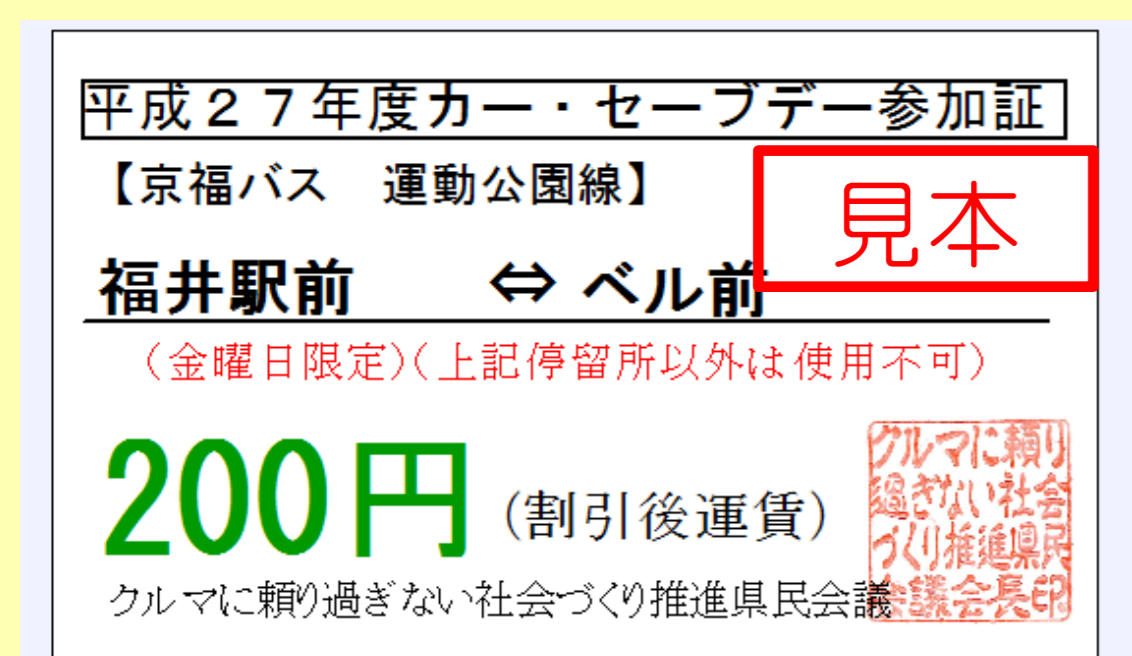 平成２７年度カー・セーブデー参加証
【京福バス　運動公園線】
見本
福井駅前　　⇔ ベル前
（金曜日限定）（上記停留所以外は使用不可）
200円（割引後運賃）
クルマに頼り過ぎない社会づくり推進県民会議
クルマに頼り
過ぎない社会
づくり推進県民
会議会長印